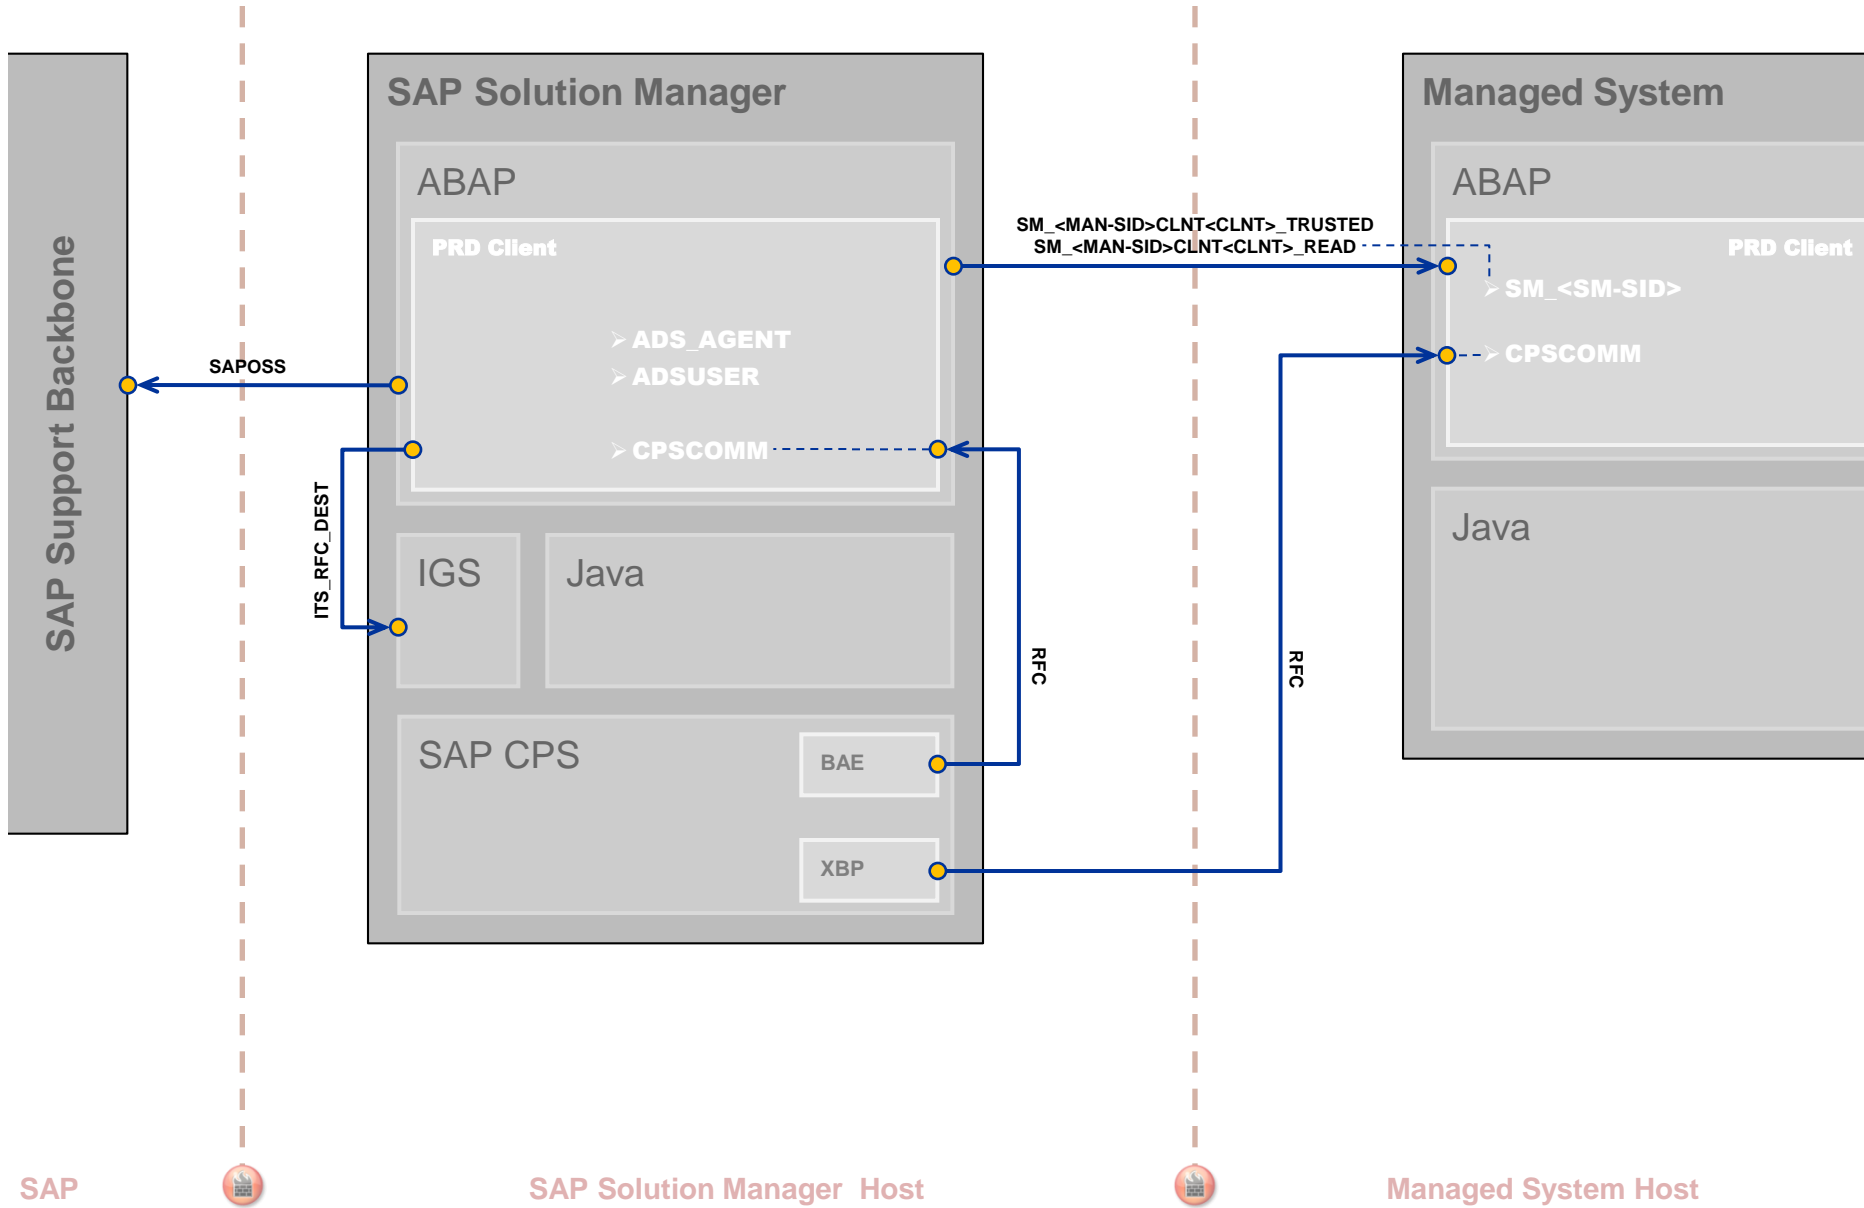 SAP Support Backbone
SAPOSS
SAP Solution Manager
ABAP
PRD Client
ADS_AGENT
ADSUSER
CPSCOMM
ITS_RFC_DEST
IGS
Java
SAP CPS
BAE
XBP
RFC
SM_<MAN-SID>CLNT<CLNT>_TRUSTED
SM_<MAN-SID>CLNT<CLNT>_READ
RFC
Managed System
ABAP
PRD Client
SM_<SM-SID>
CPSCOMM
Java
SAP
SAP Solution Manager Host
Managed System Host